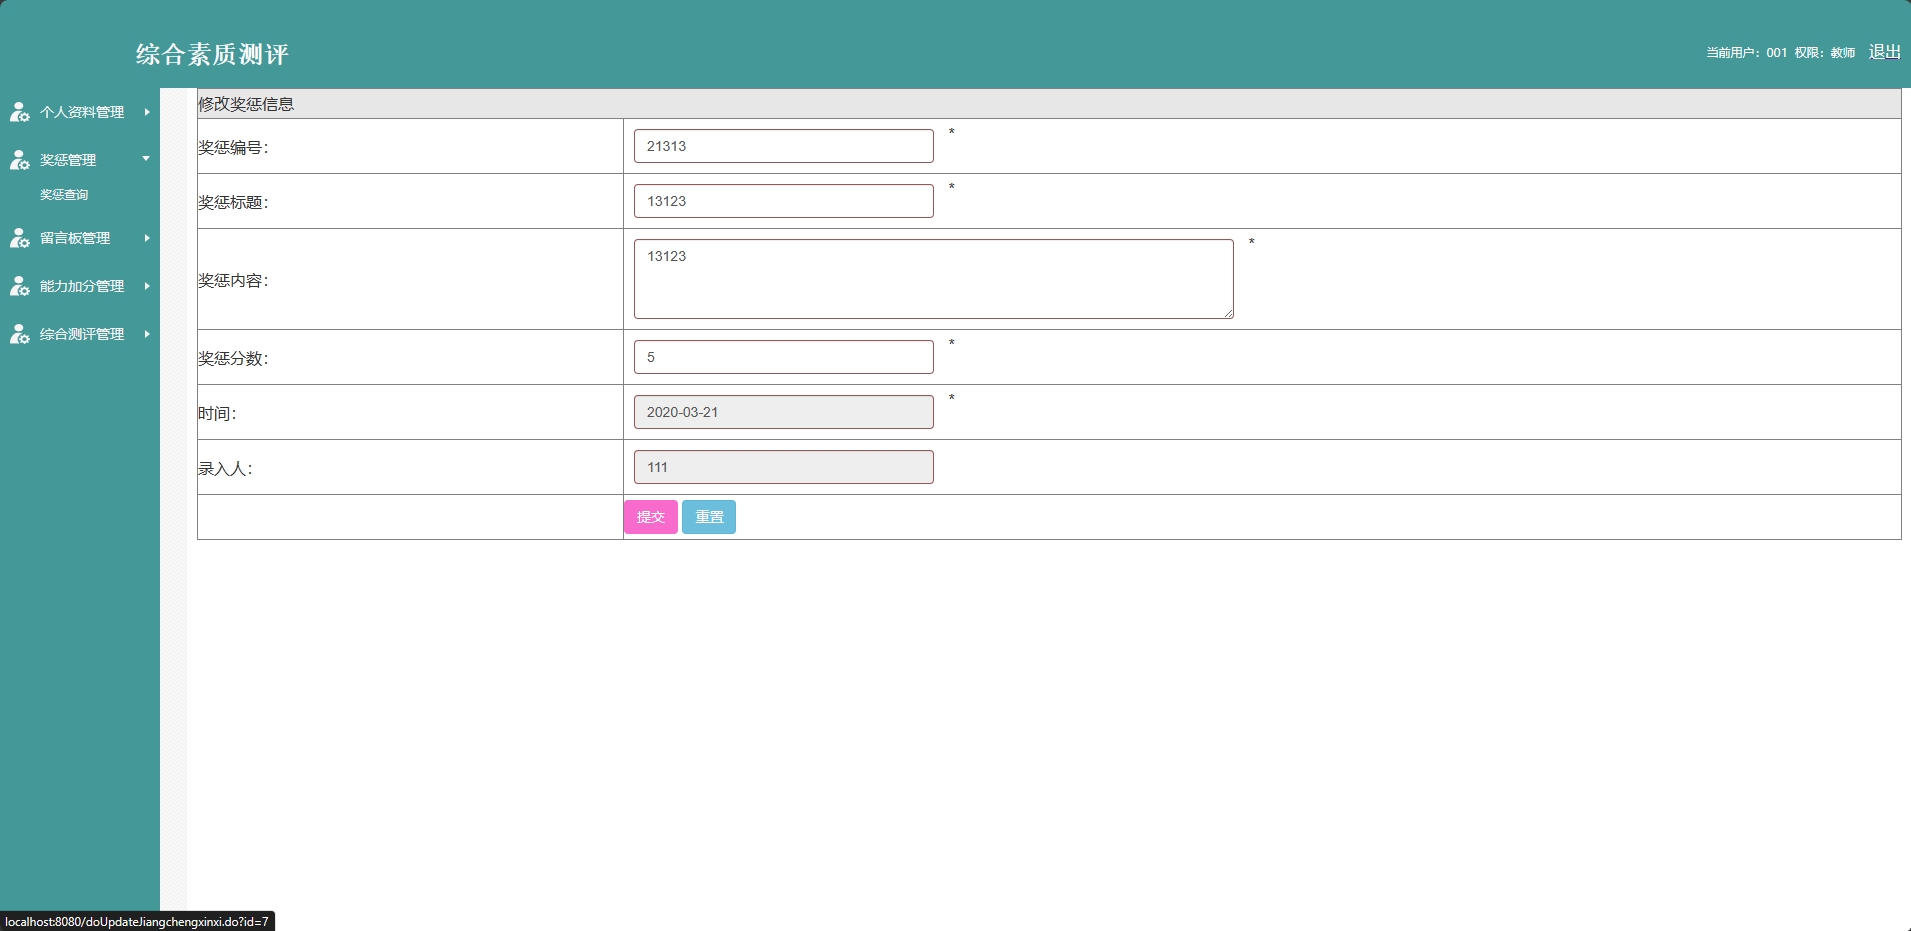 综合素质测评
当前用户：001 权限：教师 退出
个人资料管理
奖惩管理
奖惩查询
留言板管理
能力加分管理
综合测评管理
修改奖惩信息
奖惩编号： 21313 *
奖惩标题： 13123 *
奖惩内容： 13123 *
奖惩分数： 5 *
时间： 2020-03-21 *
录入人： 111
提交 重置
localhost:8080/doUpdateJiangchengxinxi.do?id=7